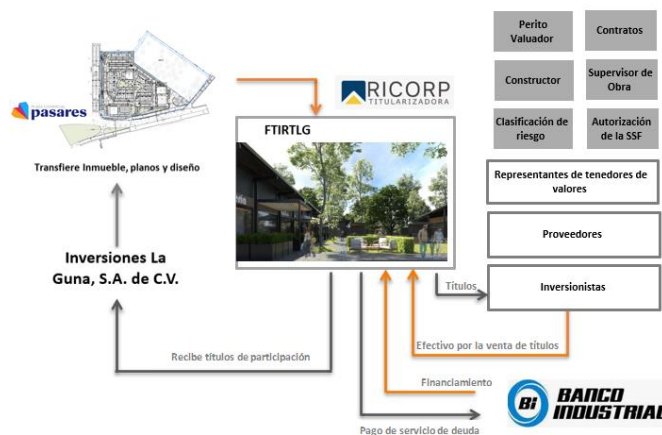 Perito
Valuador
Contratos
Constructor
Supervisor de
Obra
Clasificación de
riesgo
Autorización
de la SSF
RICORP
TITULARIZADORA
pasares
FTIRTLG
Transfiere Inmueble, planos y diseño
Representantes de tenedores de
valores
Proveedores
Inversiones La
Guna, S.A. de C.V.
Inversionistas
Títulos
Efectivo por la venta de títulos
Recibe títulos de participación
Financiamiento
Bi BANCO
INDUSTRIAL
Pago de servicio de deuda